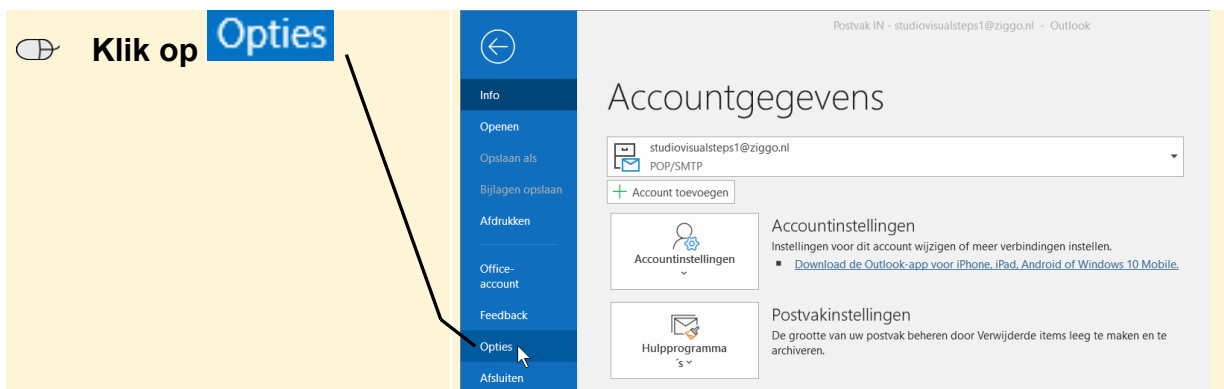 Klik op Opties
Postvak IN - studiovisualsteps1@ziggo.nl - Outlook
Info
Openen
Opslaan als
Bijlagen opslaan
Afdrukken
Office-
account
Feedback
Opties
Afsluiten
Accountgegevens
studiovisualsteps1@ziggo.nl
POP/SMTP
Account toevoegen
Accountinstellingen
Accountinstellingen
Instellingen voor dit account wijzigen of meer verbindingen instellen.
Download de Outlook-app voor iPhone, iPad, Android of Windows 10 Mobile.
Hulpprogramma
's
Postvakinstellingen
De grootte van uw postvak beheren door Verwijderde items leeg te maken en te
archiveren.